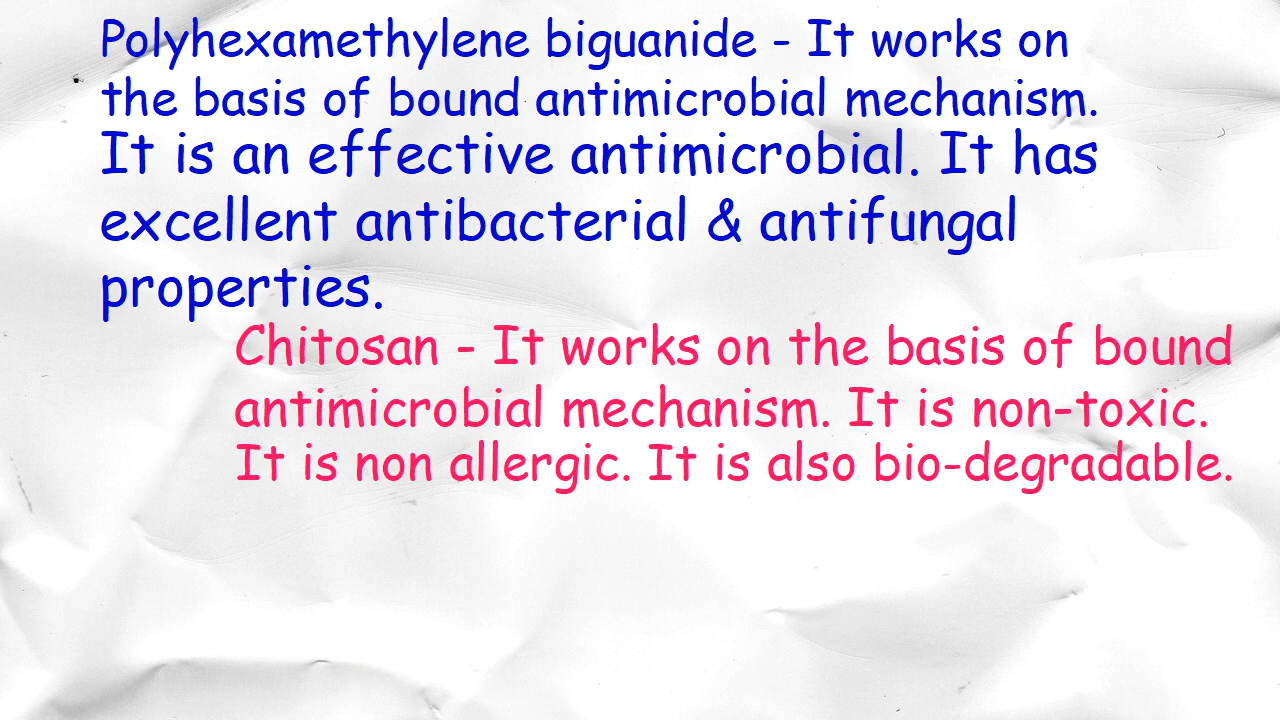 Polyhexamethylene biguanide - It works on
the basis of bound antimicrobial mechanism.
It is an effective antimicrobial. It has
excellent antibacterial & antifungal
properties.
Chitosan - It works on the basis of bound
antimicrobial mechanism. It is non-toxic.
It is non allergic. It is also bio-degradable.